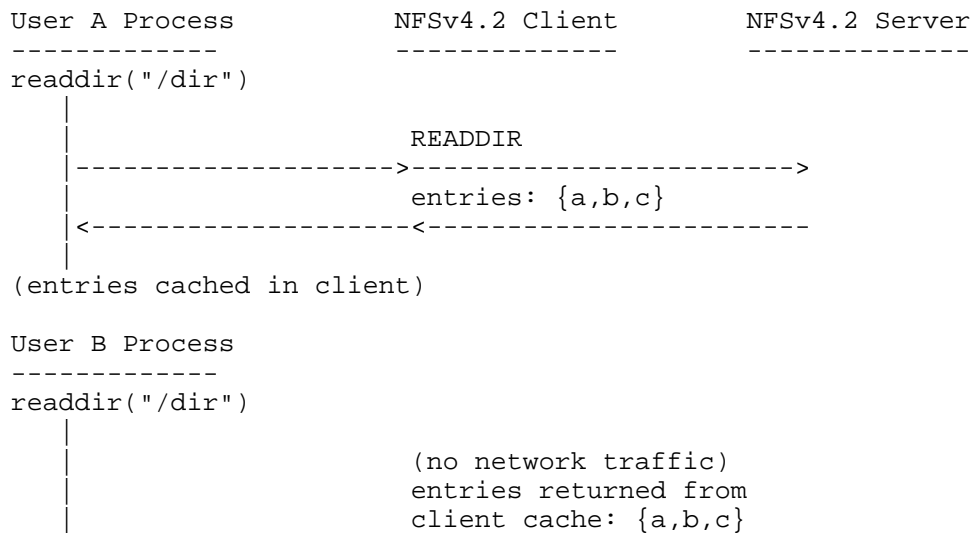 User A Process          NFSv4.2 Client        NFSv4.2 Server
-------------           --------------        --------------
readdir("/dir")
   |
   |                     READDIR
   |-------------------->------------------------>
   |                     entries: {a,b,c}
   |<--------------------<------------------------
   |
(entries cached in client)

User B Process
-------------
readdir("/dir")
   |
   |                     (no network traffic)
   |                     entries returned from
   |                     client cache: {a,b,c}